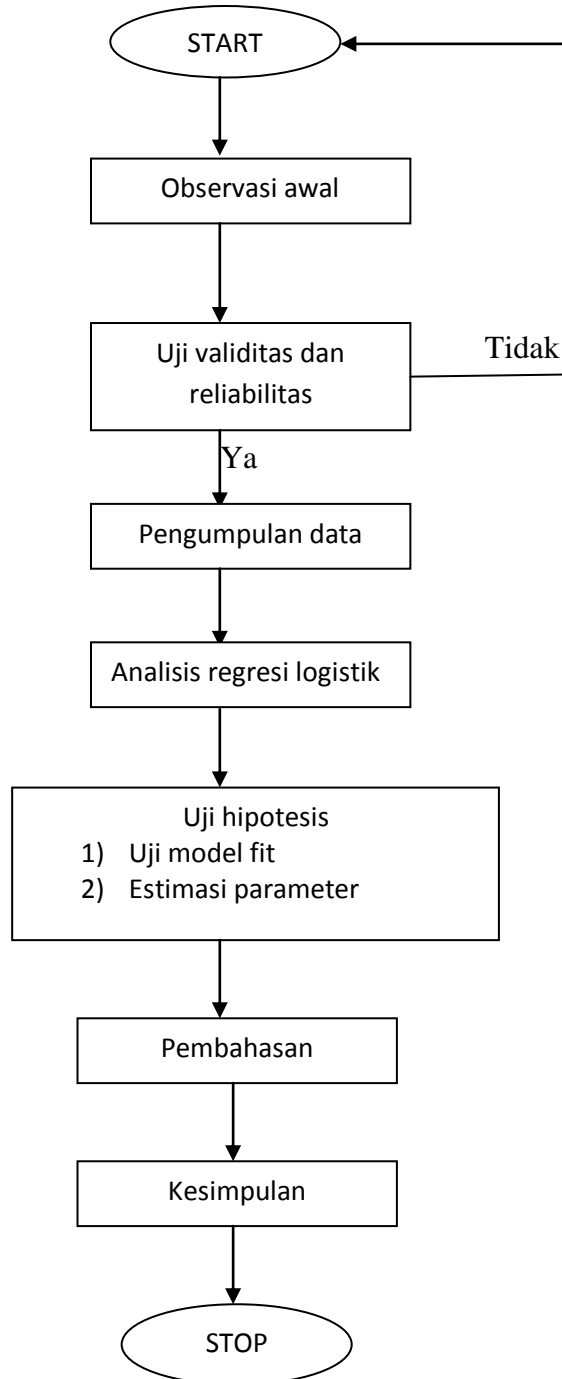 START
Observasi awal
Uji validitas dan
reliabilitas
Tidak
Ya
Pengumpulan data
Analisis regresi logistik
Uji hipotesis
1) Uji model fit
2) Estimasi parameter
Pembahasan
Kesimpulan
STOP